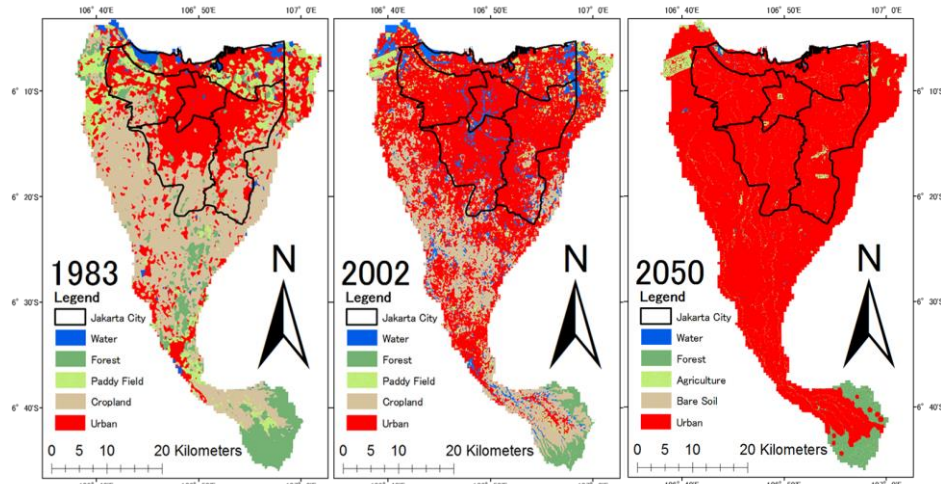 106° 40'E 106° 50'E 107° 0'E
106° 40'E 106° 50'E 107° 0'E
106° 40'E 106° 50'E 107° 0'E
6° 10'S
6° 20'S
6° 30'S
6° 40'S
1983
Legend
Jakarta City
Water
Forest
Paddy Field
Cropland
Urban
N
0 5 10 20 Kilometers
2002
Legend
Jakarta City
Water
Forest
Paddy Field
Cropland
Urban
N
0 5 10 20 Kilometers
2050
Legend
Jakarta City
Water
Forest
Agriculture
Bare Soil
Urban
N
0 5 10 20 Kilometers
6° 10'S
6° 20'S
6° 30'S
6° 40'S